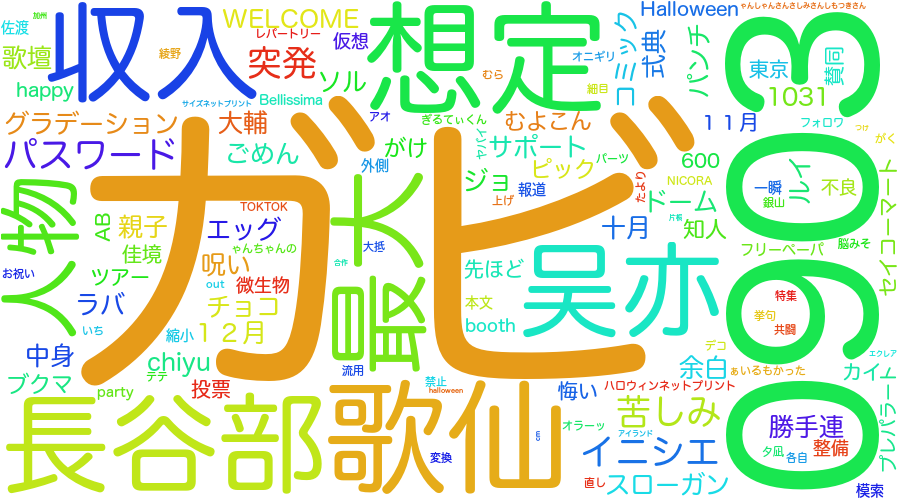 加州
佐渡
綾野
WELCOME
Halloween
ゃんしゃんさんさしみさんしもつきさん
歌壇
収入
レパートリー
仮想
想定
オニギリ
コミック
式典
パンチ
3090
happy
突発
ソル
むら
細目
東京
賛同
1031
サイズネットプリント
Bellissima
グラデーション
大輔
アオ
ぎるてぃくん
むよこん
11月
フォロワ
つけ
がく
パスワード
ごめん
がけ
サポート
パーツ
600
外側
ジョ
ピック
NICORA
報道
たより
ドーム
一瞬
銀山
ルイ
不良
人物
AB
親子
TOKTOK
エッグ
上げ
十月
片板
知人
セイコーマート
ガビ
最大
呉亦
佳境
ゃんちゃんの
大抵
フリーペーパ
脳みそ
お祝い
ツアー
呪い
合作
先ほど
out
微生物
本文
特集
ラバ
チョコ
いち
12月
縮小
booth
挙句
共闘
デコ
中身
chiyu
エクレア
余白
カイト
ブクマ
テテ
流用
ぁいるもかった
party
投票
禁止
halloween
悔い
ハロウィンネットプリント
長谷部
歌仙
苦しみ
勝手連
プレパラート
オラーッ
アイランド
イニシエ
夕凪
各自
整備
変換
直し
スローガン
模索